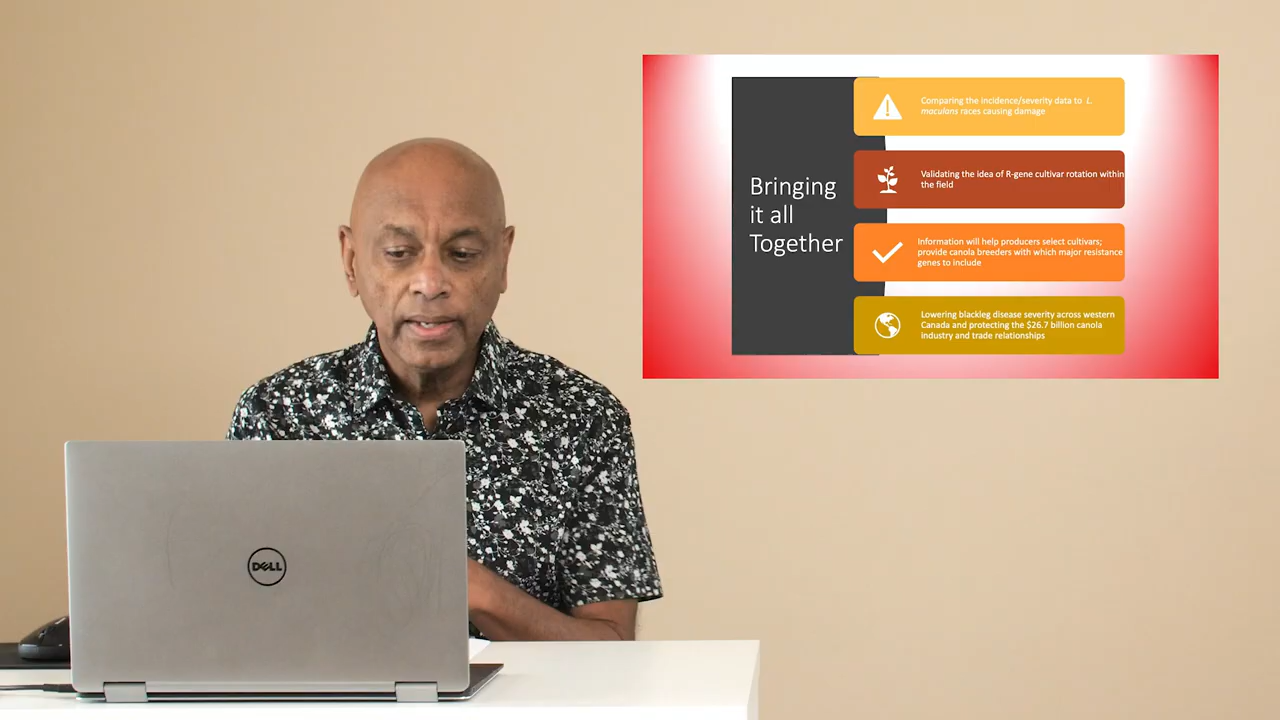 Bringing
it all
Together
Comparing the incidence/severity data to L.
maculans races causing damage
Validating the idea of R-gene cultivar rotation within
the field
Information will help producers select cultivars;
provide canola breeders with which major resistance
genes to include
Lowering blackleg disease severity across western
Canada and protecting the $26.7 billion canola
industry and trade relationships
DELL